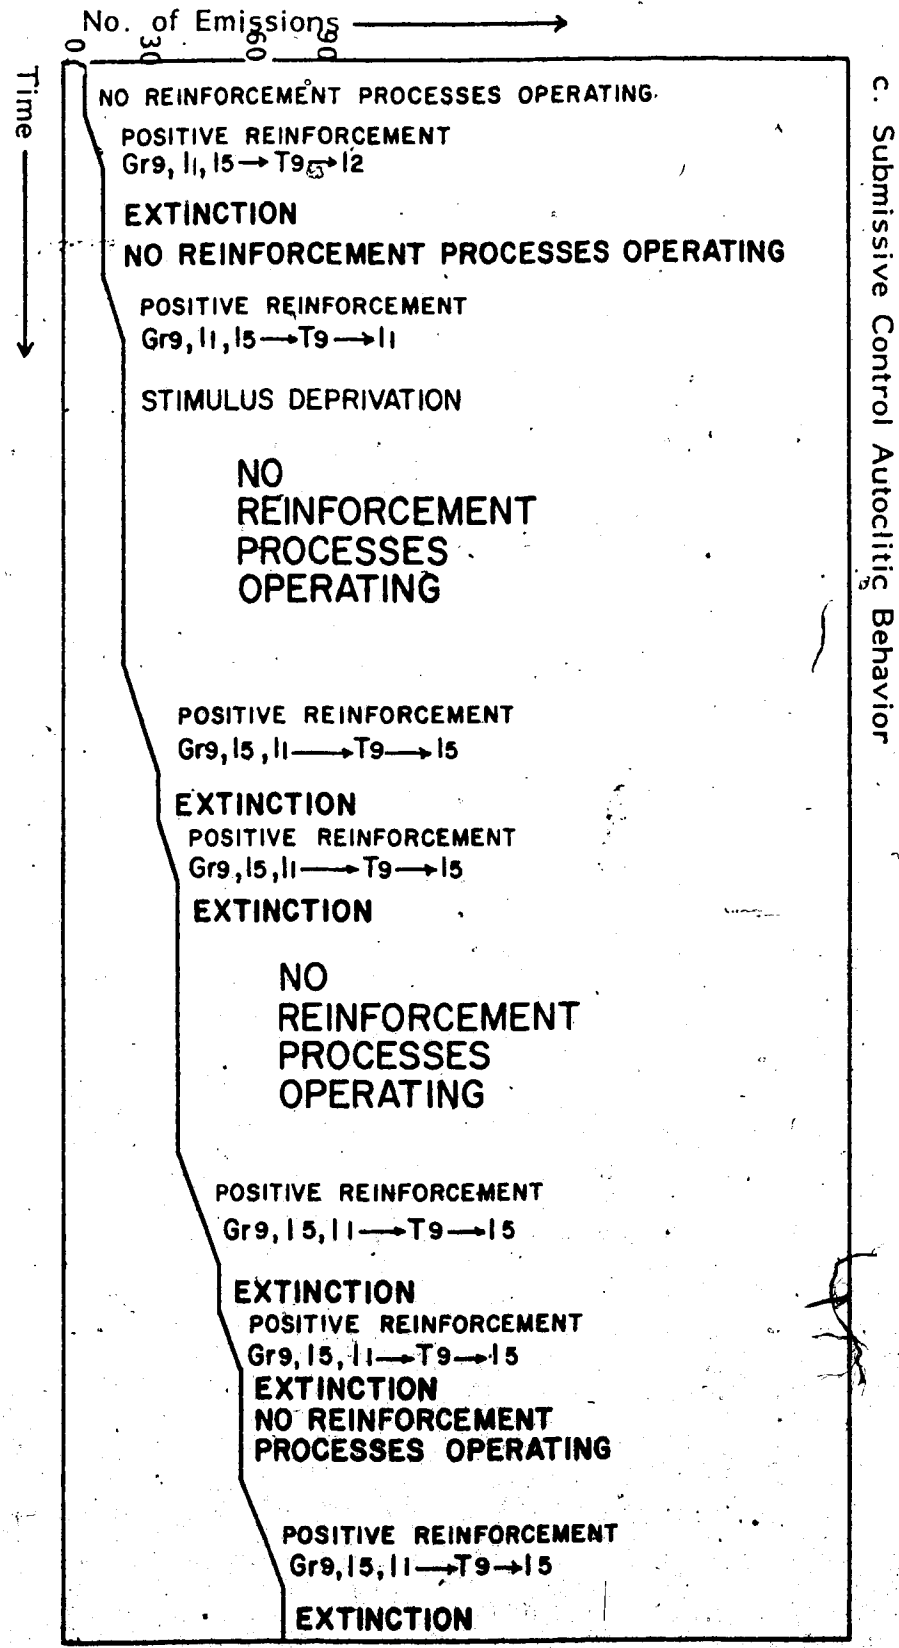 No. of Emissions
0 30 60 90
Time
c. Submissive Control Autoclitic Behavior
NO REINFORCEMENT PROCESSES OPERATING
POSITIVE REINFORCEMENT
Gr9, I1, I5→T9→I2
EXTINCTION
NO REINFORCEMENT PROCESSES OPERATING
POSITIVE REINFORCEMENT
Gr9, I1, I5→T9→I1
STIMULUS DEPRIVATION
NO
REINFORCEMENT
PROCESSES
OPERATING
POSITIVE REINFORCEMENT
Gr9, I5, I1→T9→I5
EXTINCTION
POSITIVE REINFORCEMENT
Gr9, I5, I1→T9→I5
EXTINCTION
NO
REINFORCEMENT
PROCESSES
OPERATING
POSITIVE REINFORCEMENT
Gr9, I5, I1→T9→I5
EXTINCTION
POSITIVE REINFORCEMENT
Gr9, I5, I1→T9→I5
EXTINCTION
NO REINFORCEMENT
PROCESSES OPERATING
POSITIVE REINFORCEMENT
Gr9, I5, I1→T9→I5
EXTINCTION